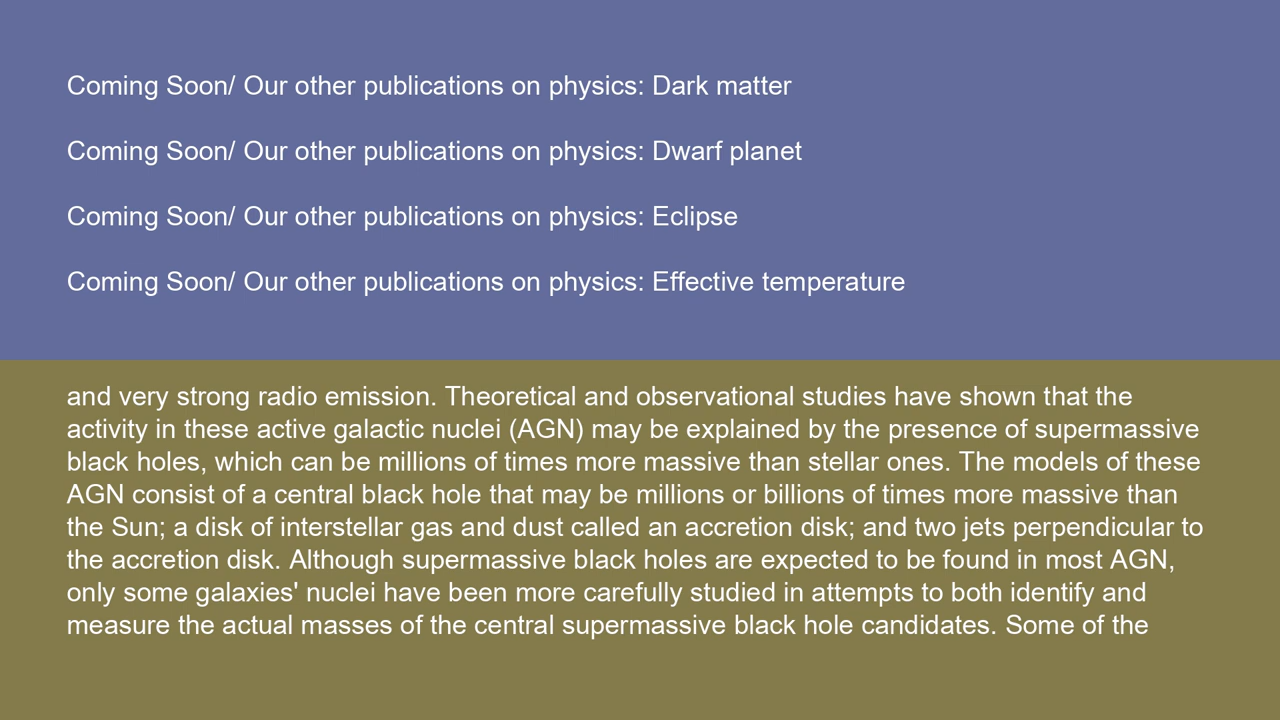 Coming Soon/ Our other publications on physics: Dark matter
Coming Soon/ Our other publications on physics: Dwarf planet
Coming Soon/ Our other publications on physics: Eclipse
Coming Soon/ Our other publications on physics: Effective temperature
and very strong radio emission. Theoretical and observational studies have shown that the
activity in these active galactic nuclei (AGN) may be explained by the presence of supermassive
black holes, which can be millions of times more massive than stellar ones. The models of these
AGN consist of a central black hole that may be millions or billions of times more massive than
the Sun; a disk of interstellar gas and dust called an accretion disk; and two jets perpendicular to
the accretion disk. Although supermassive black holes are expected to be found in most AGN,
only some galaxies' nuclei have been more carefully studied in attempts to both identify and
measure the actual masses of the central supermassive black hole candidates. Some of the